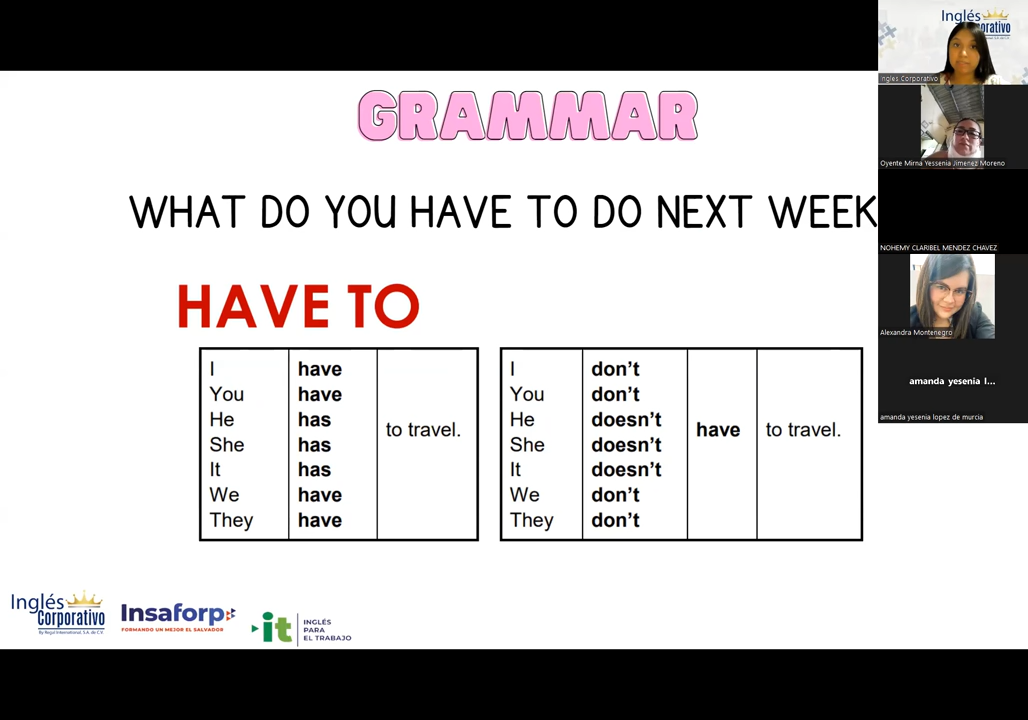 GRAMMAR
WHAT DO YOU HAVE TO DO NEXT WEEK
HAVE TO
I have
You have
He has
She has
It has
We have
They have
to travel.
I don't
You don't
He doesn't
She doesn't
It doesn't
We don't
They don't
have
to travel.
Inglés
Corporativo
By Regal International, S.A. de C.V.
Insaforp
FORMANDO UN MEJOR EL SALVADOR
it
INGLÉS
PARA
EL TRABAJO
Inglés
Ingles Corporativo
Oyente Mirna Yessenia Jimenez Moreno
NOHEMY CLARIBEL MENDEZ CHAVEZ
Alexandra Montenegro
amanda yesenia l...
amanda yesenia lopez de murcia